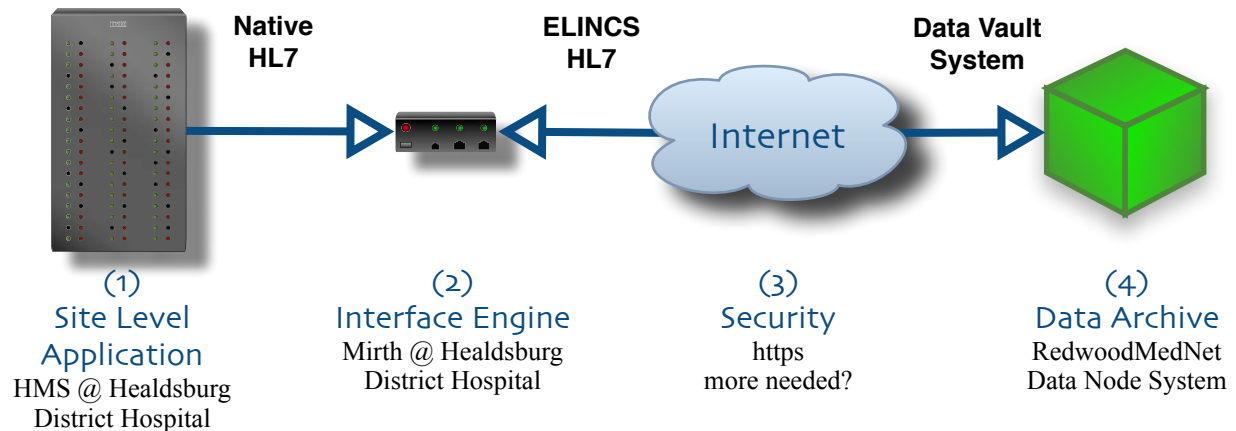 Native
HL7
ELINCS
HL7
Data Vault
System
Internet
(1)
Site Level
Application
HMS @ Healdsburg
District Hospital
(2)
Interface Engine
Mirth @ Healdsburg
District Hospital
(3)
Security
https
more needed?
(4)
Data Archive
RedwoodMedNet
Data Node System